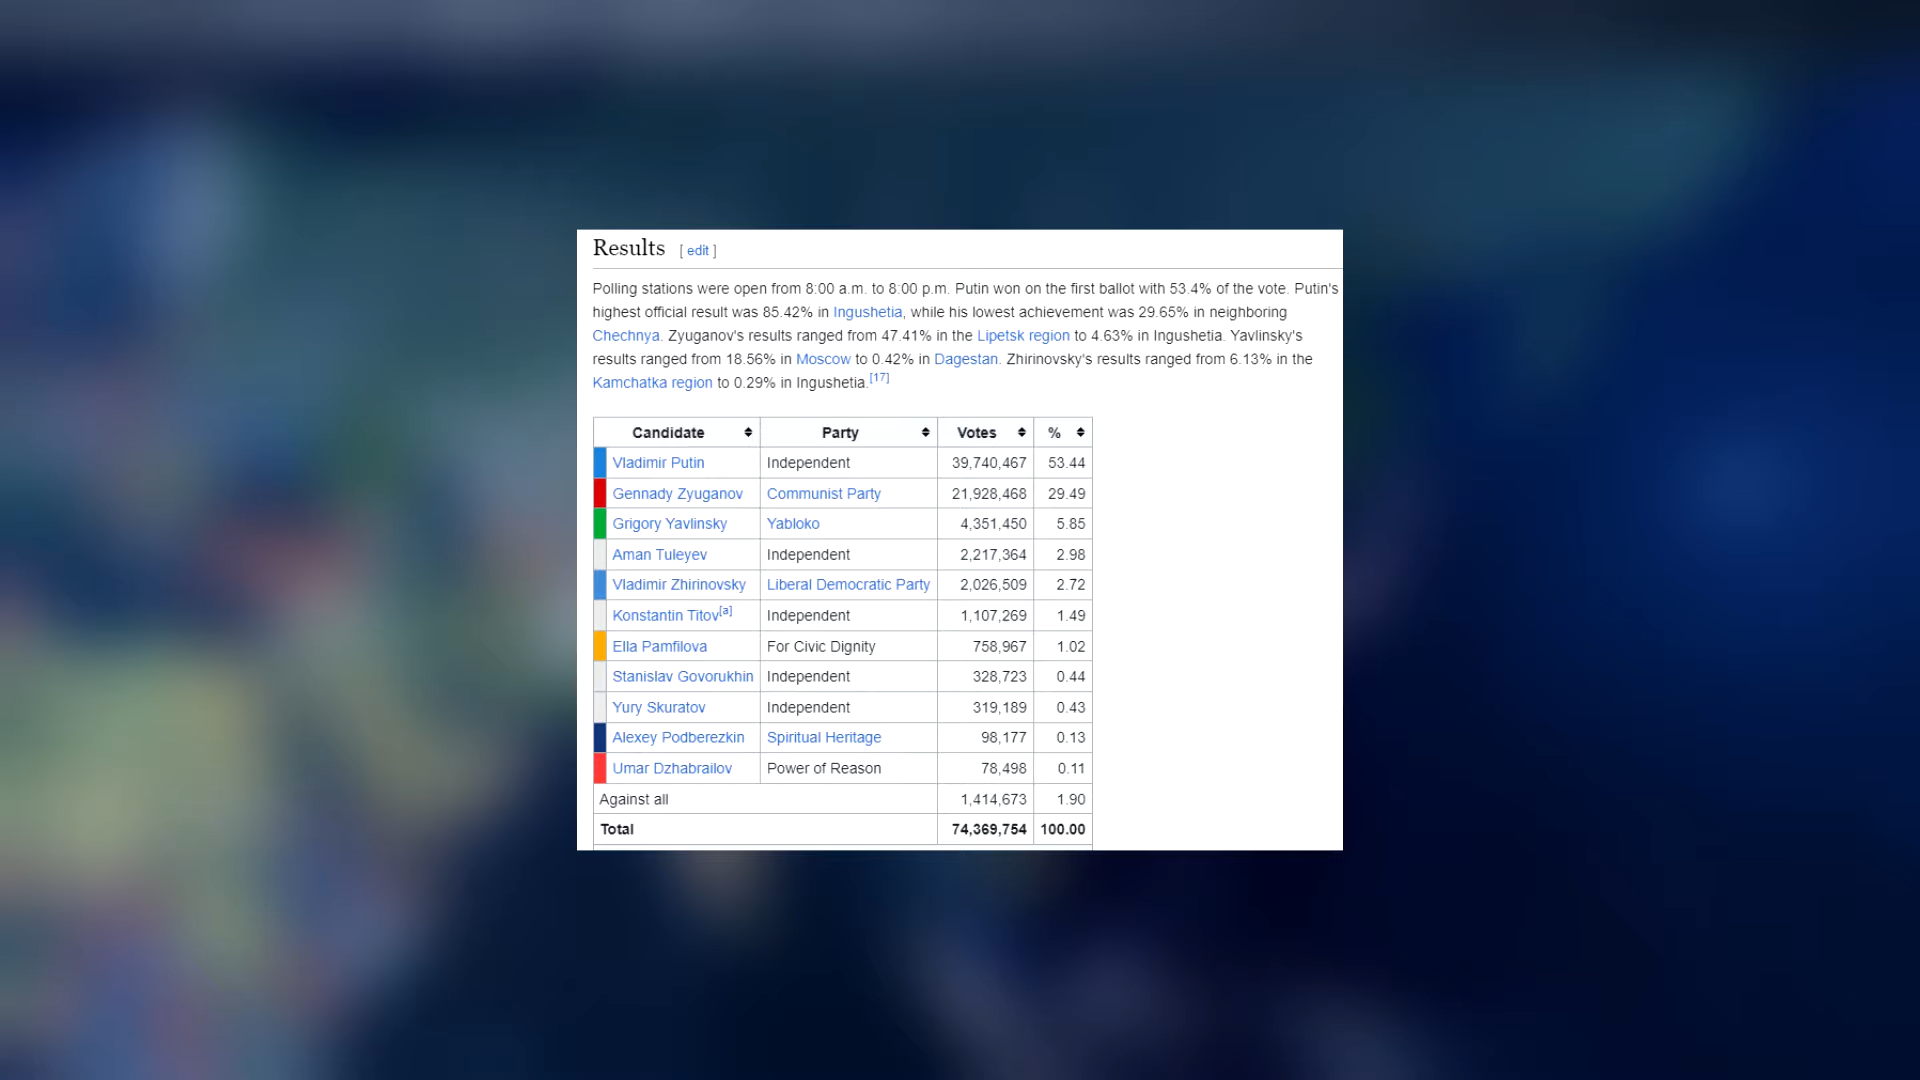 Results [ edit ]
Polling stations were open from 8:00 a.m. to 8:00 p.m. Putin won on the first ballot with 53.4% of the vote. Putin's
highest official result was 85.42% in Ingushetia, while his lowest achievement was 29.65% in neighboring
Chechnya. Zyuganov's results ranged from 47.41% in the Lipetsk region to 4.63% in Ingushetia. Yavlinsky's
results ranged from 18.56% in Moscow to 0.42% in Dagestan. Zhirinovsky's results ranged from 6.13% in the
Kamchatka region to 0.29% in Ingushetia.[17]
Candidate Party Votes %
Vladimir Putin Independent 39,740,467 53.44
Gennady Zyuganov Communist Party 21,928,468 29.49
Grigory Yavlinsky Yabloko 4,351,450 5.85
Aman Tuleyev Independent 2,217,364 2.98
Vladimir Zhirinovsky Liberal Democratic Party 2,026,509 2.72
Konstantin Titov[a] Independent 1,107,269 1.49
Ella Pamfilova For Civic Dignity 758,967 1.02
Stanislav Govorukhin Independent 328,723 0.44
Yury Skuratov Independent 319,189 0.43
Alexey Podberezkin Spiritual Heritage 98,177 0.13
Umar Dzhabrailov Power of Reason 78,498 0.11
Against all 1,414,673 1.90
Total 74,369,754 100.00